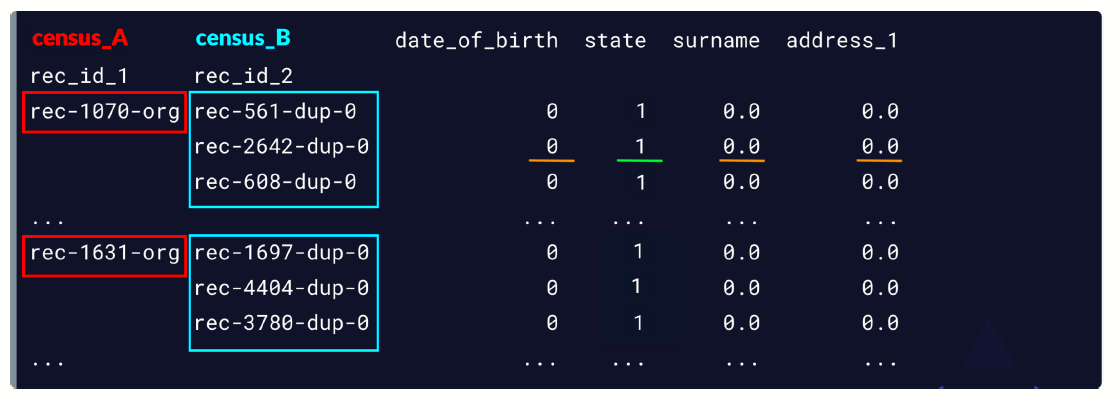 census_A census_B date_of_birth state surname address_1
rec_id_1 rec_id_2
rec-1070-org rec-561-dup-0 0 1 0.0 0.0
rec-2642-dup-0 0 1 0.0 0.0
rec-608-dup-0 0 1 0.0 0.0
... ... ... ... ...
rec-1631-org rec-1697-dup-0 0 1 0.0 0.0
rec-4404-dup-0 0 1 0.0 0.0
rec-3780-dup-0 0 1 0.0 0.0
... ... ... ... ...